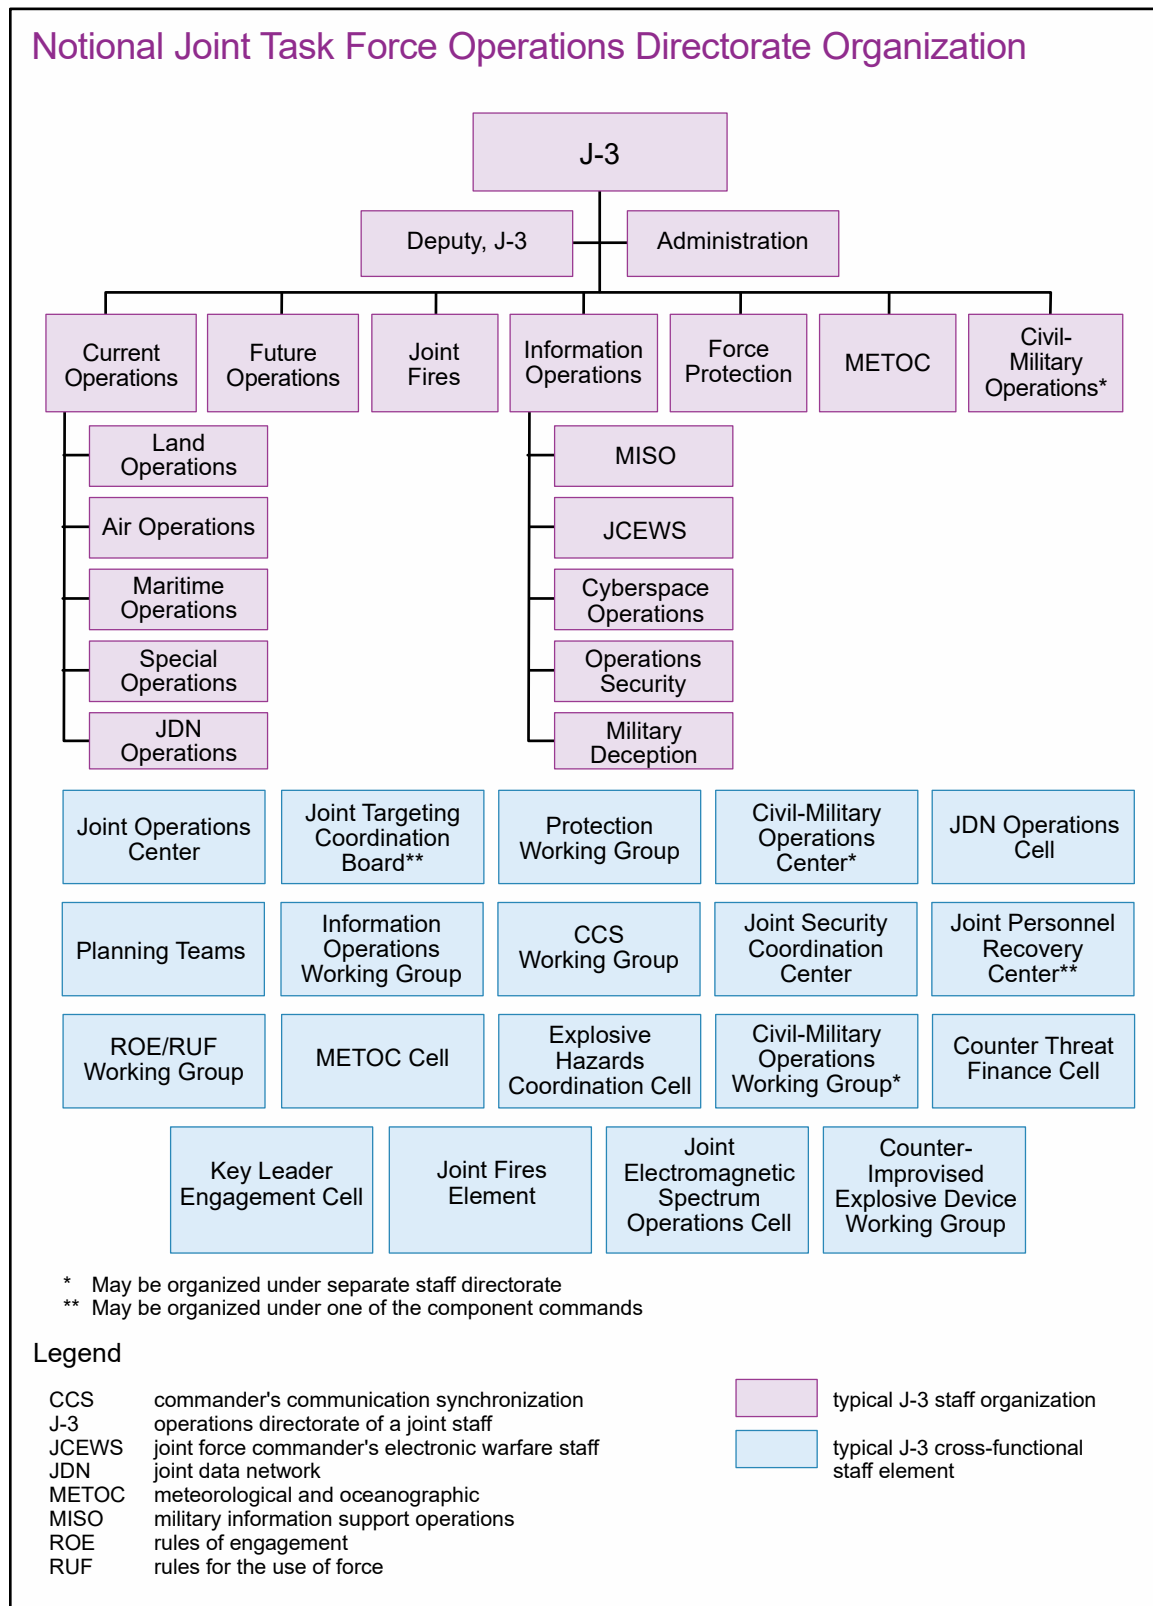 Notional Joint Task Force Operations Directorate Organization
J-3
Deputy, J-3
Administration
Current
Operations
Future
Operations
Joint
Fires
Information
Operations
Force
Protection
METOC
Civil-
Military
Operations*
Land
Operations
Air Operations
Maritime
Operations
Special
Operations
JDN
Operations
MISO
JCEWS
Cyberspace
Operations
Operations
Security
Military
Deception
Joint Operations
Center
Joint Targeting
Coordination
Board**
Protection
Working Group
Civil-Military
Operations
Center*
JDN Operations
Cell
Planning Teams
Information
Operations
Working Group
CCS
Working Group
Joint Security
Coordination
Center
Joint Personnel
Recovery
Center**
ROE/RUF
Working Group
METOC Cell
Explosive
Hazards
Coordination Cell
Civil-Military
Operations
Working Group*
Counter Threat
Finance Cell
Key Leader
Engagement Cell
Joint Fires
Element
Joint
Electromagnetic
Spectrum
Operations Cell
Counter-
Improvised
Explosive Device
Working Group
* May be organized under separate staff directorate
** May be organized under one of the component commands
Legend
CCS commander's communication synchronization
J-3 operations directorate of a joint staff
JCEWS joint force commander's electronic warfare staff
JDN joint data network
METOC meteorological and oceanographic
MISO military information support operations
ROE rules of engagement
RUF rules for the use of force
typical J-3 staff organization
typical J-3 cross-functional
staff element